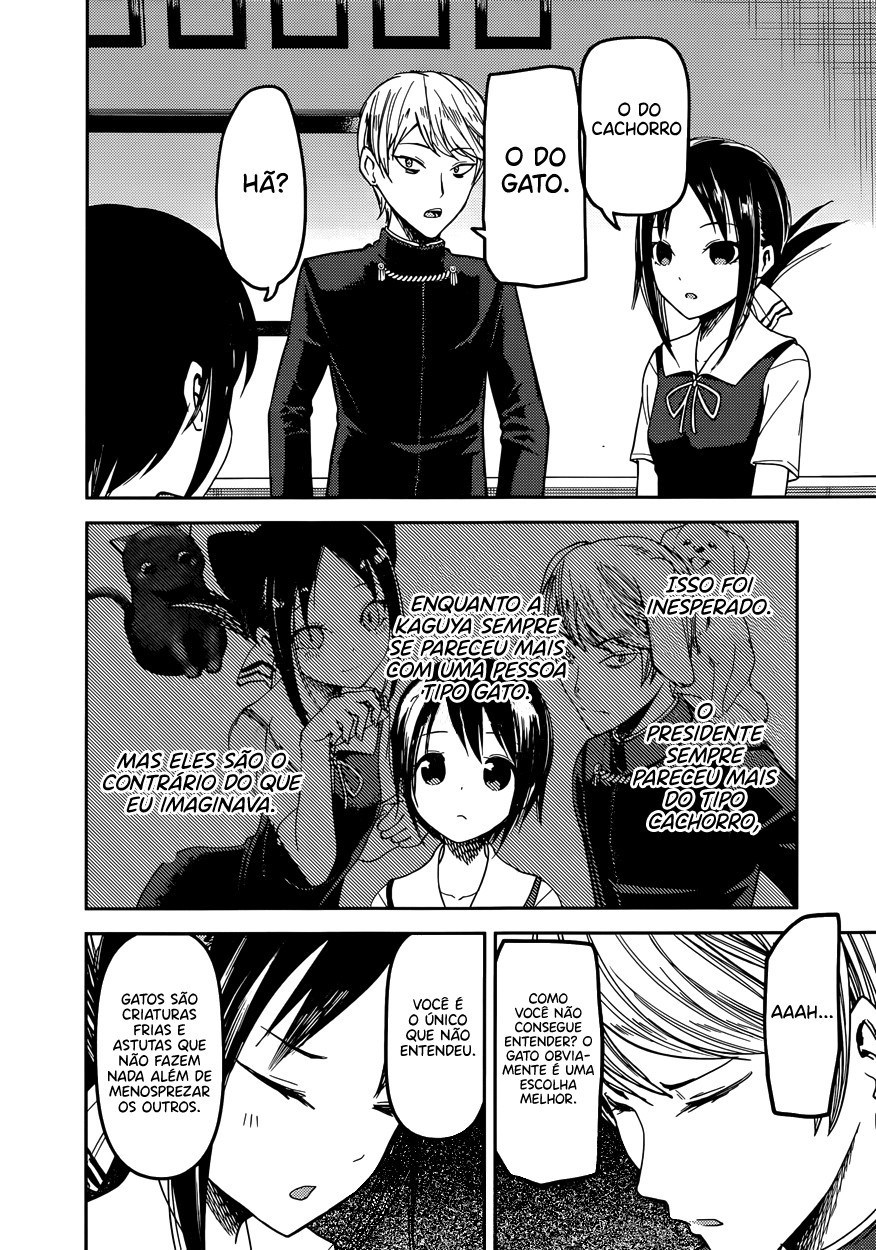 O DO
CACHORRO
O DO
GATO.
HÃ?
ISSO FOI
INESPERADO.
O
PRESIDENTE
SEMPRE
PARECEU MAIS
DO TIPO
CACHORRO,
ENQUANTO A
KAGUYA SEMPRE
SE PARECEU MAIS
COM UMA PESSOA
TIPO GATO.
MAS ELES SÃO O
CONTRÁRIO DO QUE
EU IMAGINAVA.
AAAH...
COMO
VOCÊ NÃO
CONSEGUE
ENTENDER? O
GATO OBVIA-
MENTE É UMA
ESCOLHA
MELHOR.
VOCÊ É
O ÚNICO
QUE NÃO
ENTENDEU.
GATOS SÃO
CRIATURAS
FRIAS E
ASTUTAS QUE
NÃO FAZEM
NADA ALÉM DE
MENOSPREZAR
OS OUTROS.